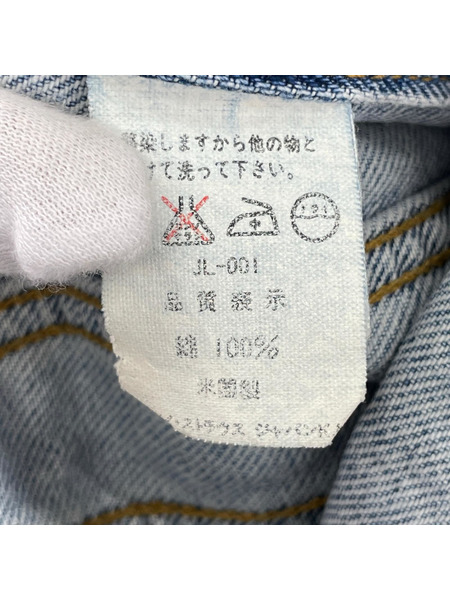 染しますから他の物と
けて洗って下さい。
JL-001
品質表示
綿 100%
米国製
ストラウス ジャパン